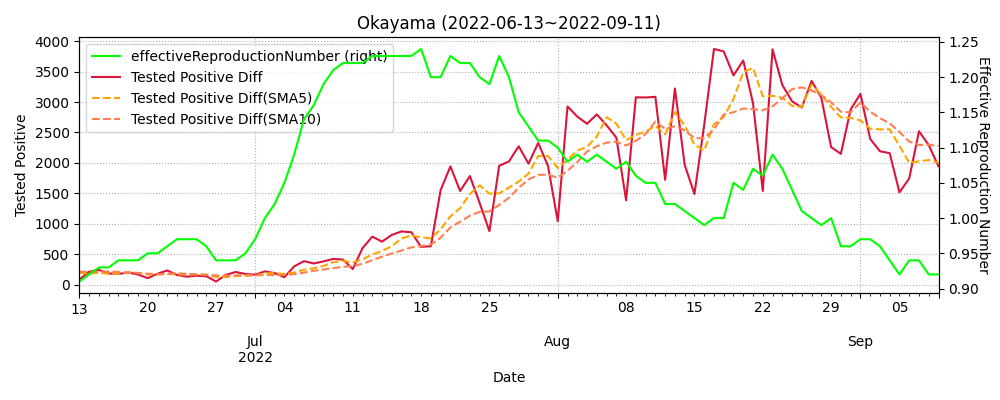 Okayama (2022-06-13~2022-09-11)
effectiveReproductionNumber (right)
Tested Positive Diff
Tested Positive Diff(SMA5)
Tested Positive Diff(SMA10)
Tested Positive
4000
3500
3000
2500
2000
1500
1000
500
0
1.25
1.20
1.15
1.10
1.05
1.00
0.95
0.90
Effective Reproduction Number
13 20 27 04 11 18 25 08 15 22 29 05
Jul Aug Sep
2022
Date